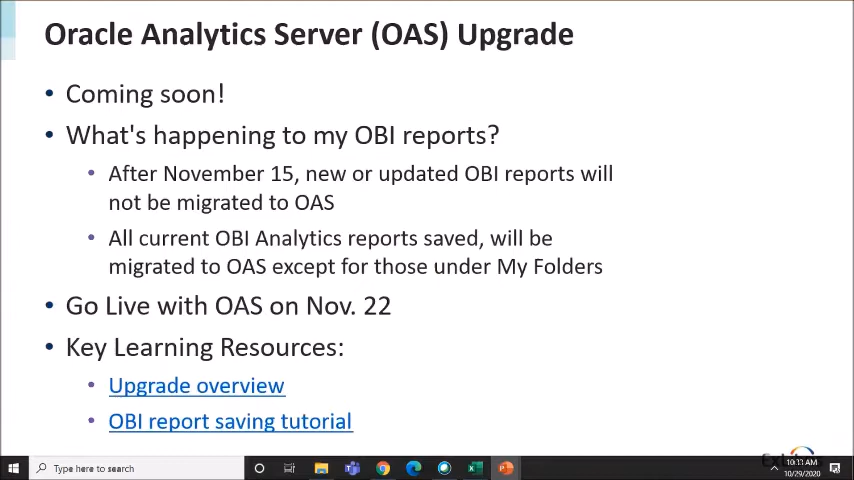 Oracle Analytics Server (OAS) Upgrade
• Coming soon!
• What's happening to my OBI reports?
• After November 15, new or updated OBI reports will
not be migrated to OAS
• All current OBI Analytics reports saved, will be
migrated to OAS except for those under My Folders
• Go Live with OAS on Nov. 22
• Key Learning Resources:
• Upgrade overview
• OBI report saving tutorial
Type here to search
10/29/2020